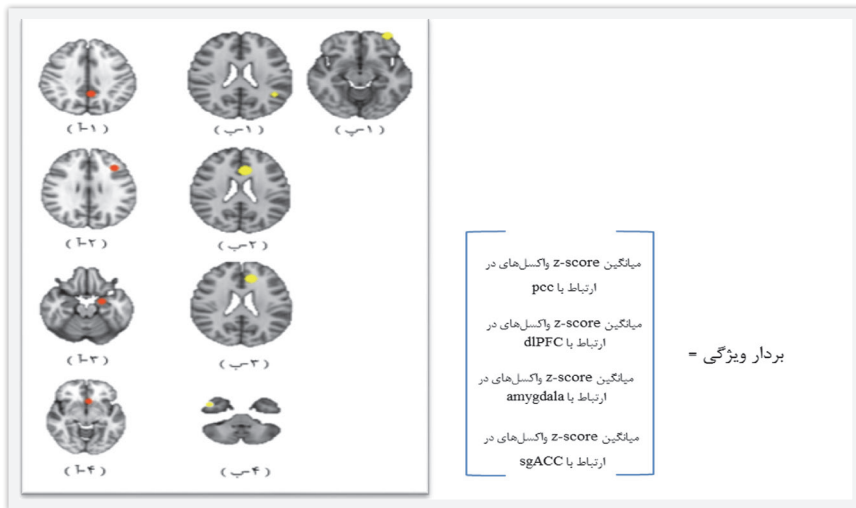 (۱-آ) (۱-ب) (۱-پ)
(۲-آ) (۲-ب)
(۳-آ) (۳-ب)
(۴-آ) (۴-ب)
بردار ویژگی =
میانگین z-score واکسل‌های در
ارتباط با pcc
میانگین z-score واکسل‌های در
ارتباط با dlPFC
میانگین z-score واکسل‌های در
ارتباط با amygdala
میانگین z-score واکسل‌های در
ارتباط با sgACC